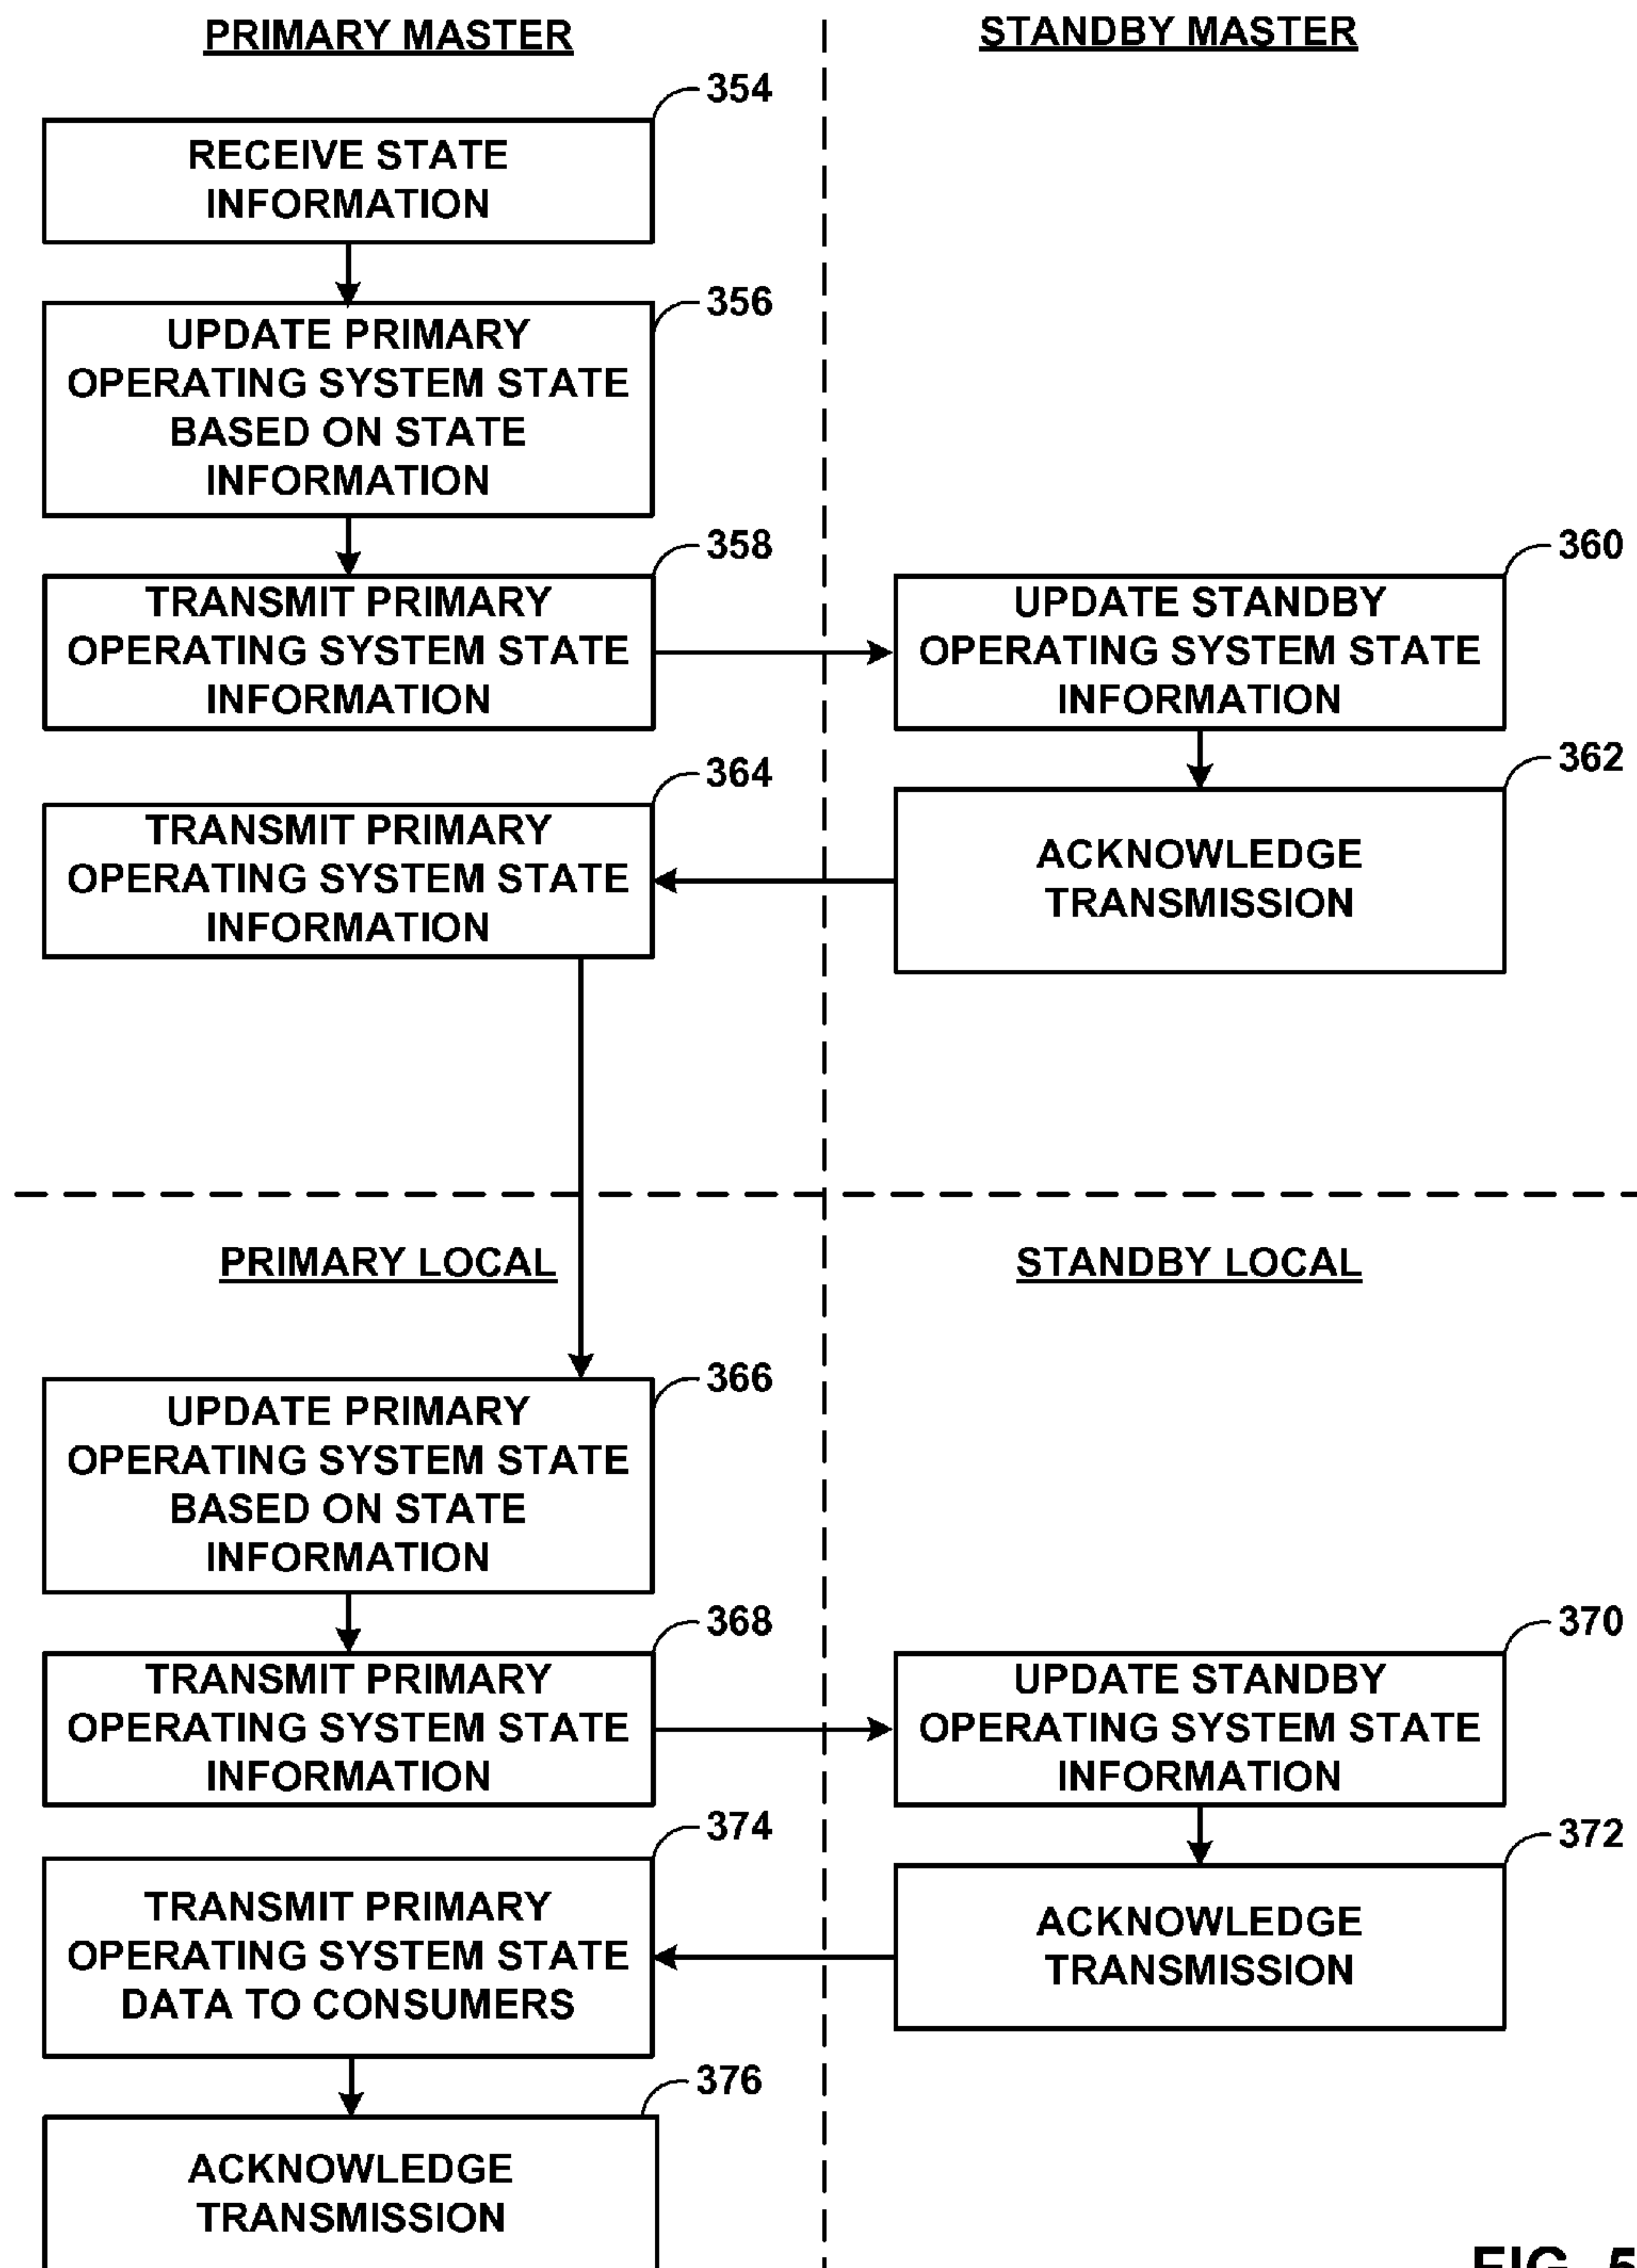 PRIMARY MASTER
STANDBY MASTER
354
RECEIVE STATE
INFORMATION
356
UPDATE PRIMARY
OPERATING SYSTEM STATE
BASED ON STATE
INFORMATION
358
TRANSMIT PRIMARY
OPERATING SYSTEM STATE
INFORMATION
360
UPDATE STANDBY
OPERATING SYSTEM STATE
INFORMATION
362
ACKNOWLEDGE
TRANSMISSION
364
TRANSMIT PRIMARY
OPERATING SYSTEM STATE
INFORMATION
PRIMARY LOCAL
STANDBY LOCAL
366
UPDATE PRIMARY
OPERATING SYSTEM STATE
BASED ON STATE
INFORMATION
368
TRANSMIT PRIMARY
OPERATING SYSTEM STATE
INFORMATION
370
UPDATE STANDBY
OPERATING SYSTEM STATE
INFORMATION
372
ACKNOWLEDGE
TRANSMISSION
374
TRANSMIT PRIMARY
OPERATING SYSTEM STATE
DATA TO CONSUMERS
376
ACKNOWLEDGE
TRANSMISSION
FIG. 5